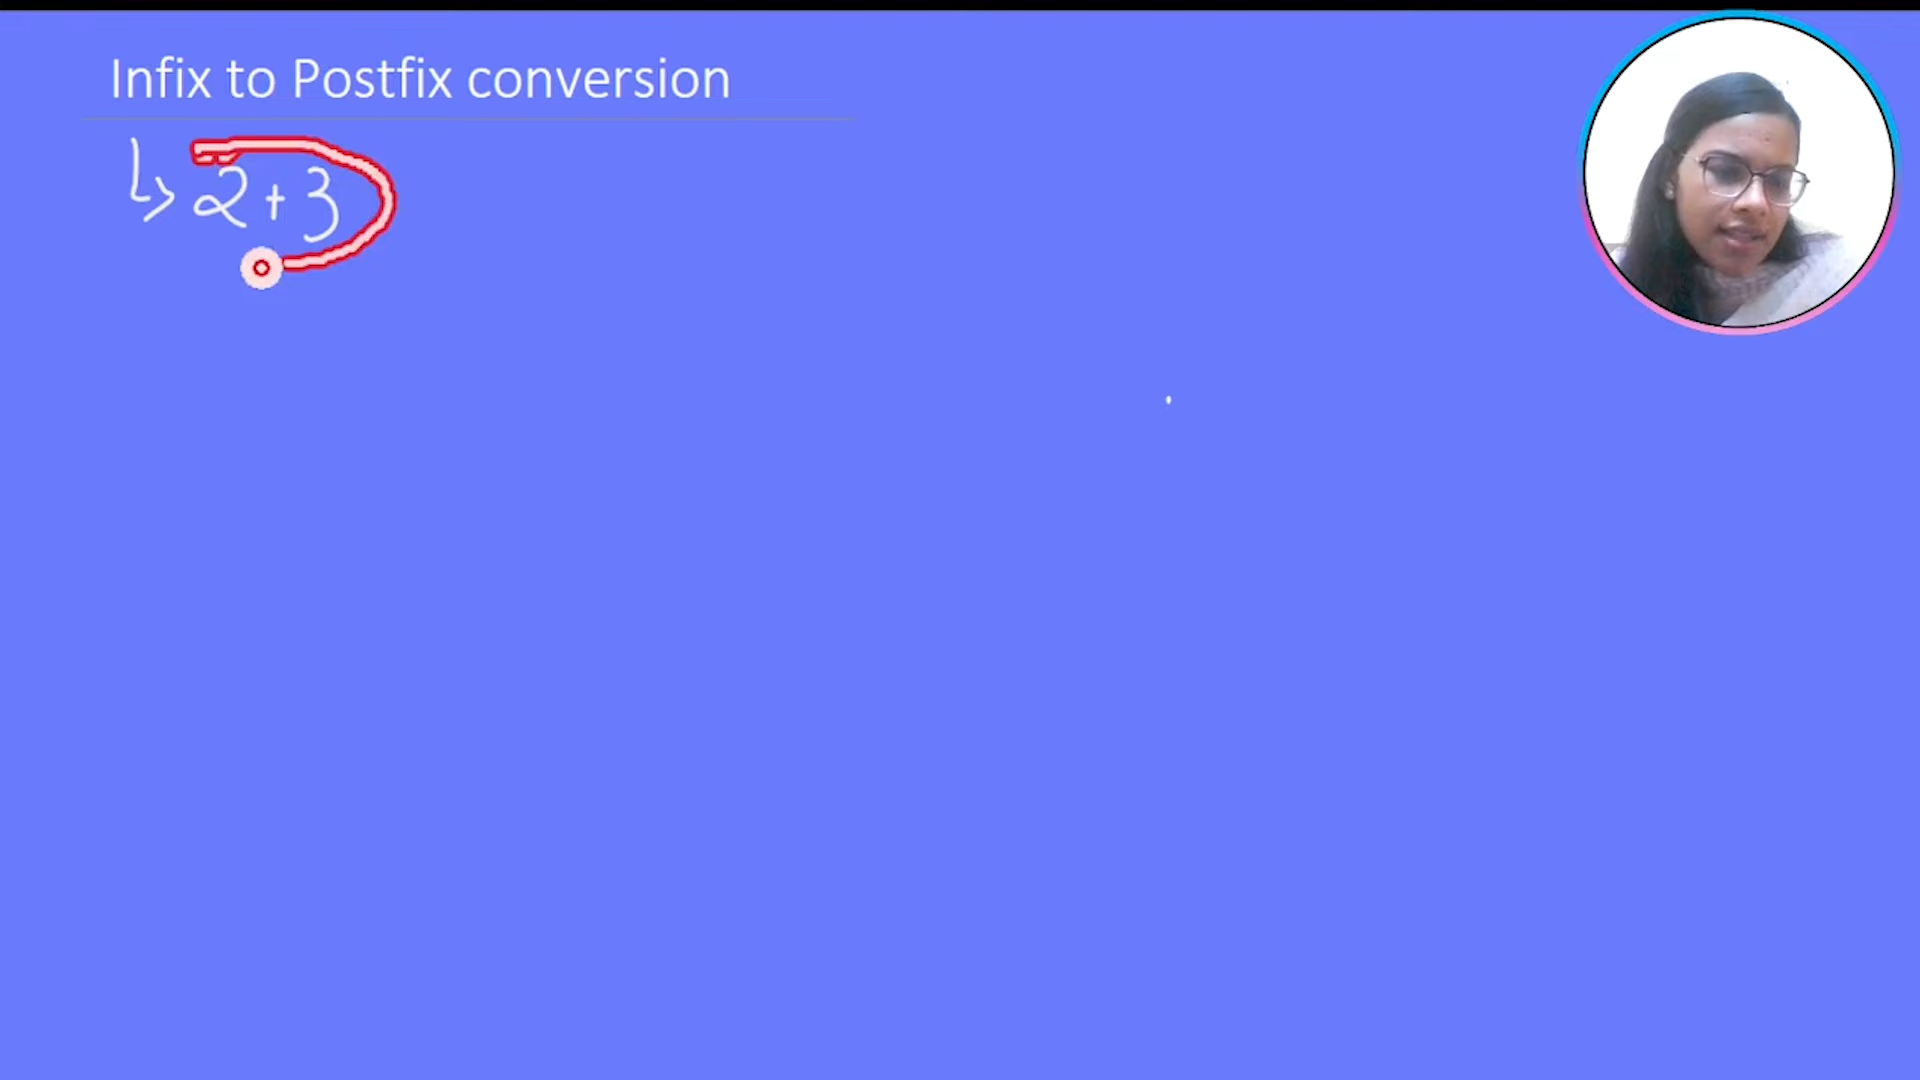 Infix to Postfix conversion
↳ 2 + 3